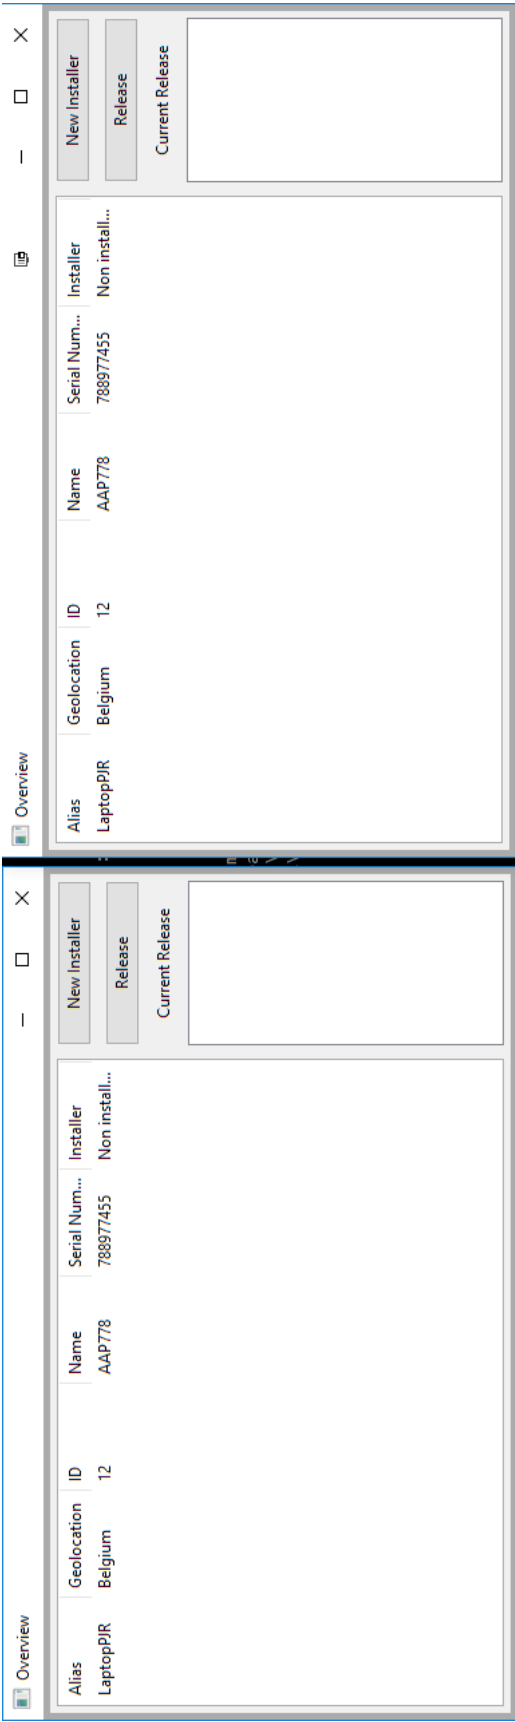 Overview
Alias Geolocation ID Name Serial Num... Installer
LaptopPJR Belgium 12 AAP778 788977455 Non install...
New Installer
Release
Current Release
Overview
Alias Geolocation ID Name Serial Num... Installer
LaptopPJR Belgium 12 AAP778 788977455 Non install...
New Installer
Release
Current Release